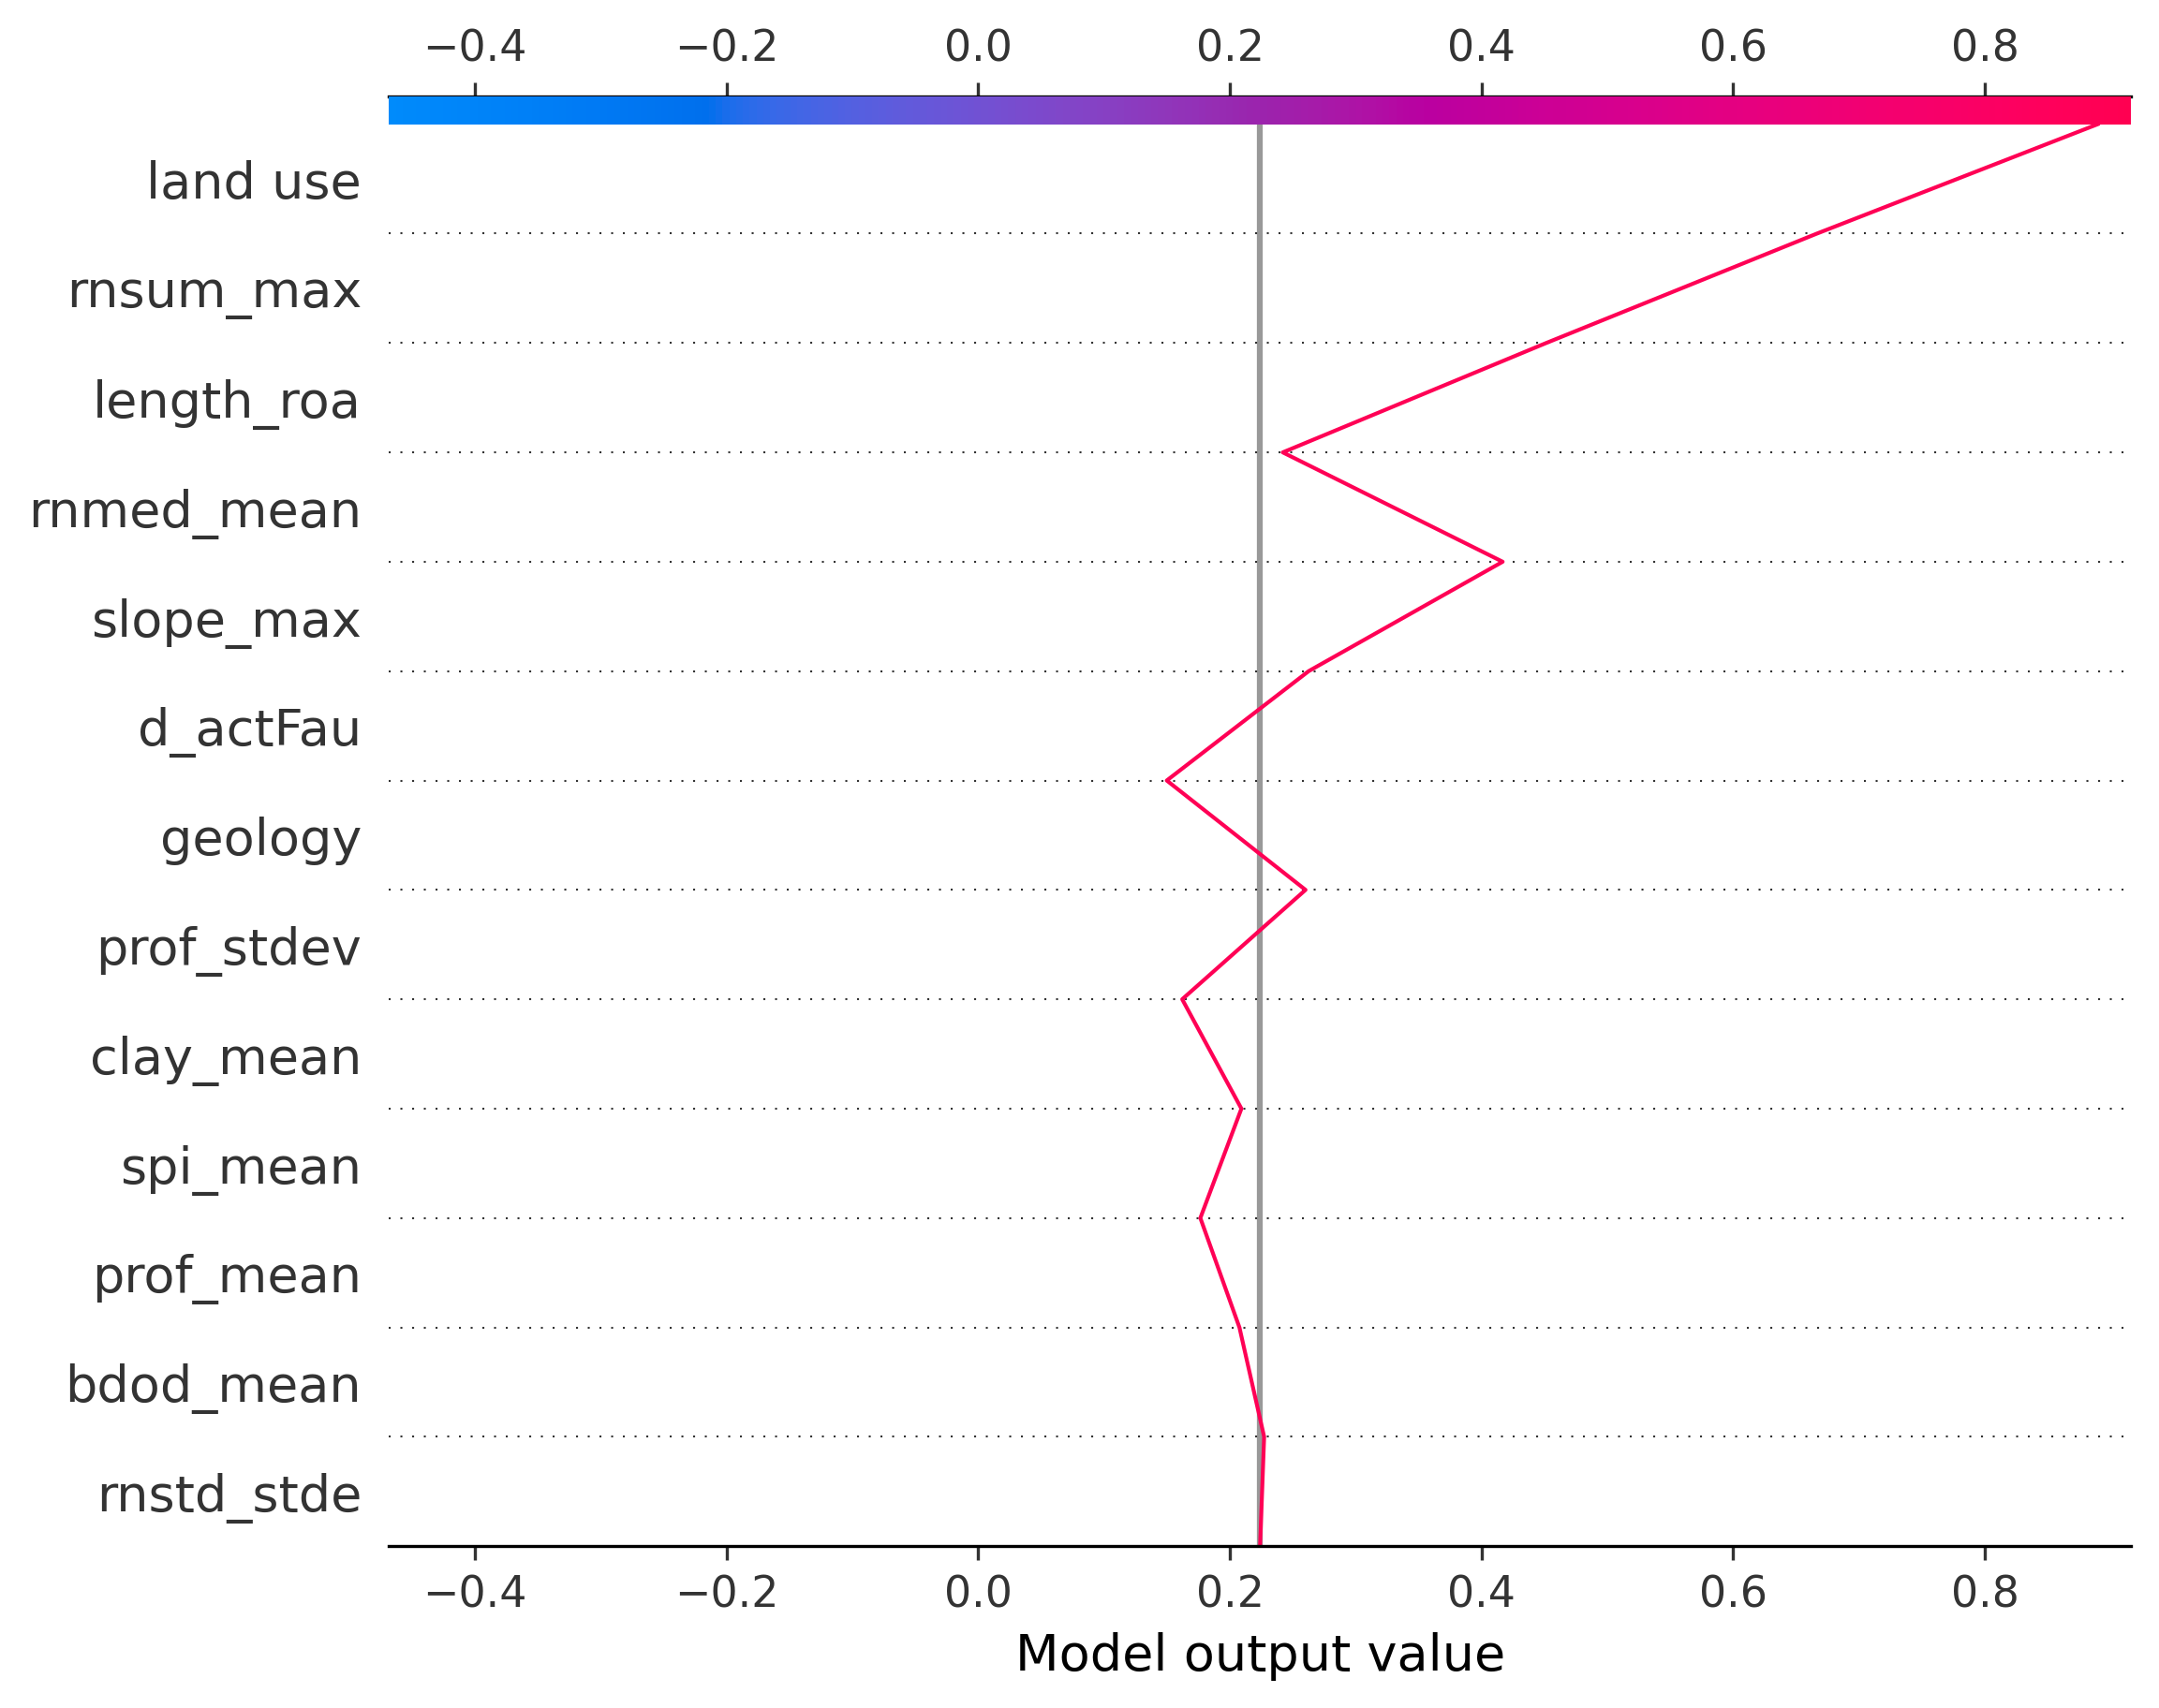 −0.4 −0.2 0.0 0.2 0.4 0.6 0.8
land use
rnsum_max
length_roa
rnmed_mean
slope_max
d_actFau
geology
prof_stdev
clay_mean
spi_mean
prof_mean
bdod_mean
rnstd_stde
−0.4 −0.2 0.0 0.2 0.4 0.6 0.8
Model output value